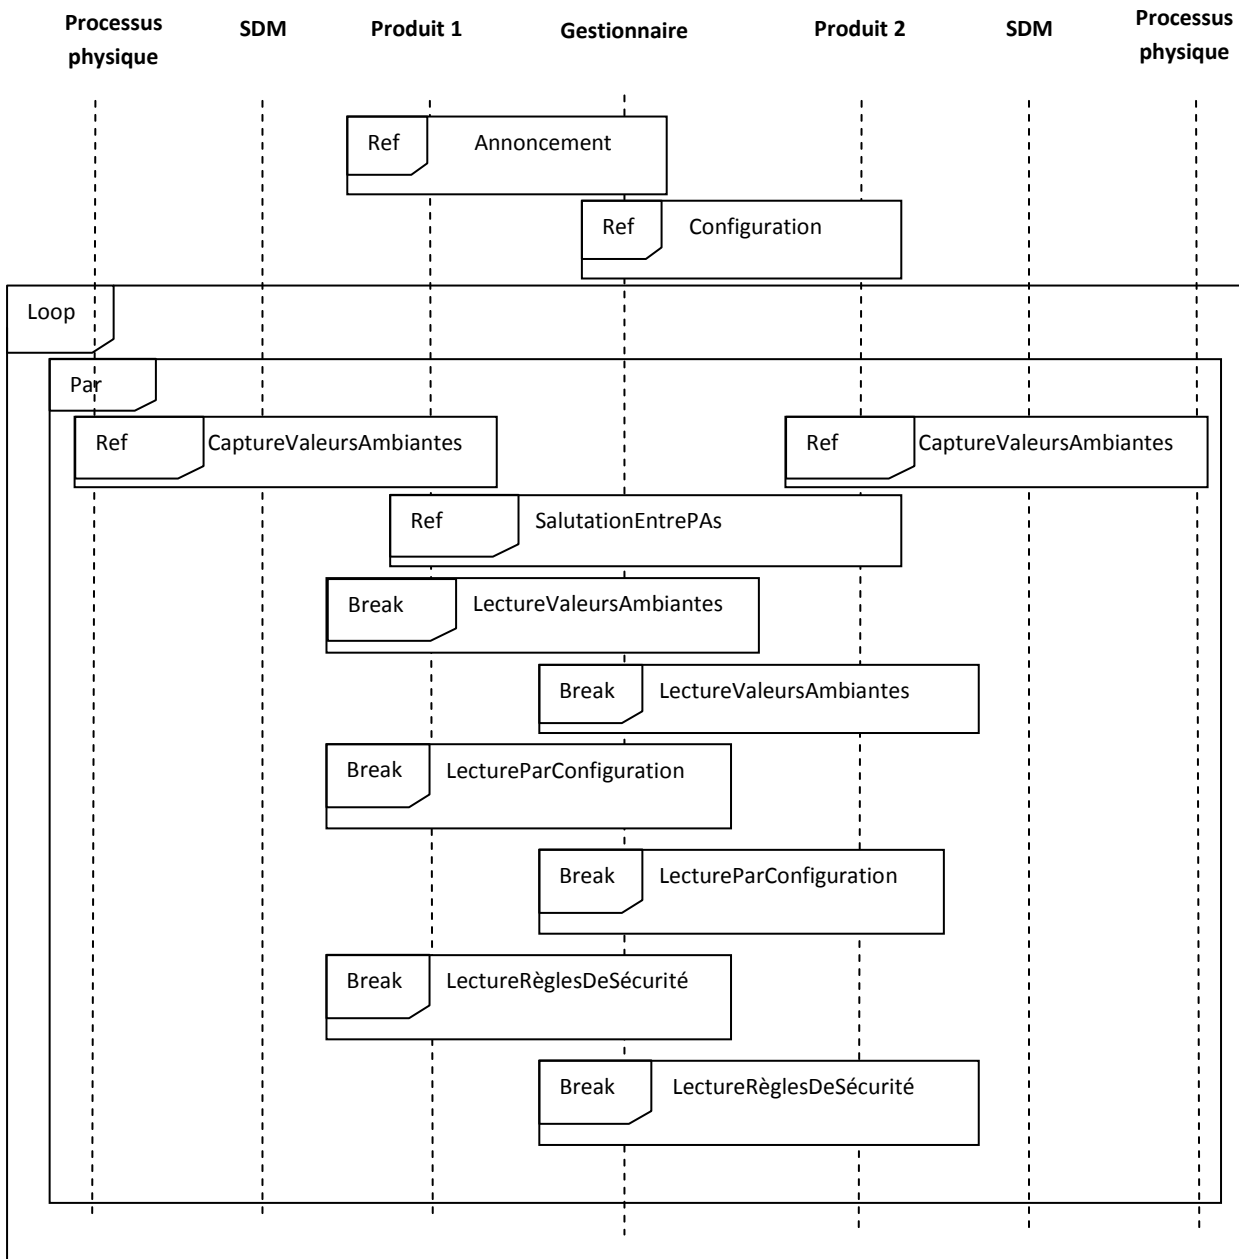 Processus physique
SDM
Produit 1
Gestionnaire
Produit 2
SDM
Processus physique
Ref
Annoncement
Ref
Configuration
Loop
Par
Ref
CaptureValeursAmbiantes
Ref
CaptureValeursAmbiantes
Ref
SalutationEntrePAs
Break
LectureValeursAmbiantes
Break
LectureValeursAmbiantes
Break
LectureParConfiguration
Break
LectureParConfiguration
Break
LectureRèglesDeSécurité
Break
LectureRèglesDeSécurité